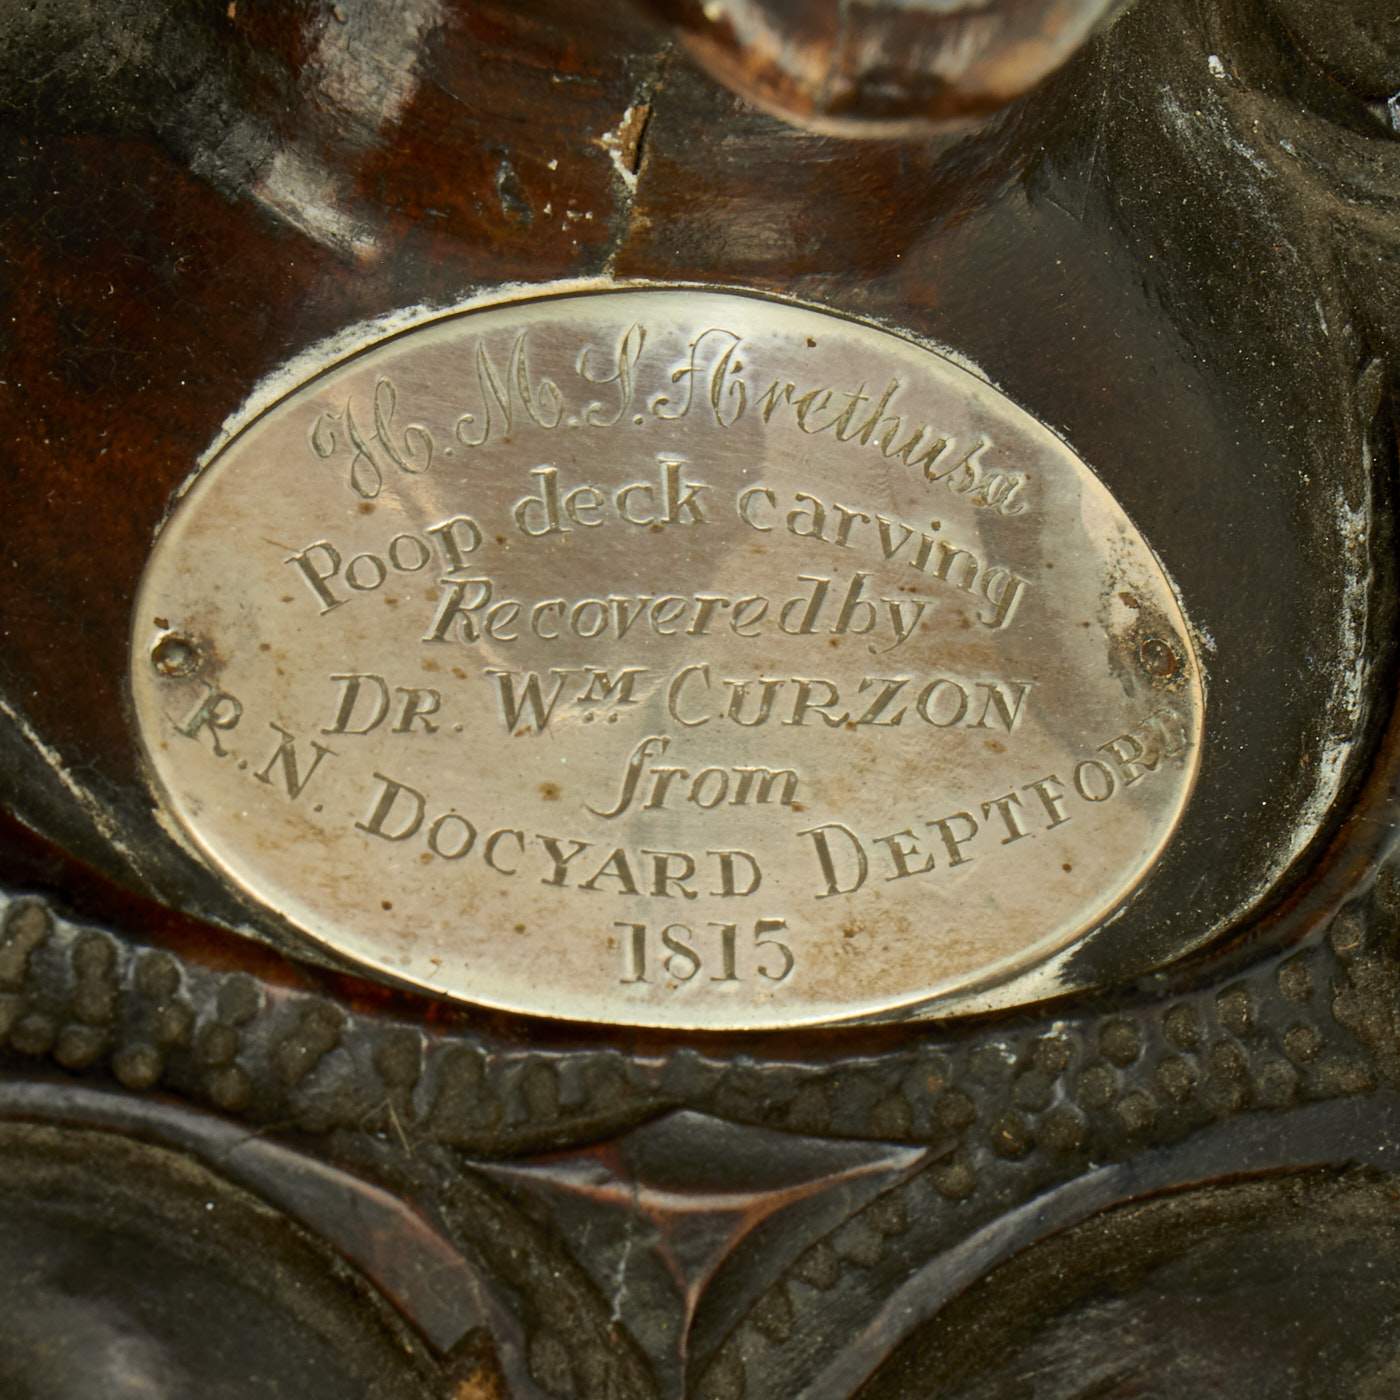 H.M.S. Arethusa
Poop deck carving
Recovered by
DR. WM CURZON
from
R.N. DOCYARD DEPTFORD
1815